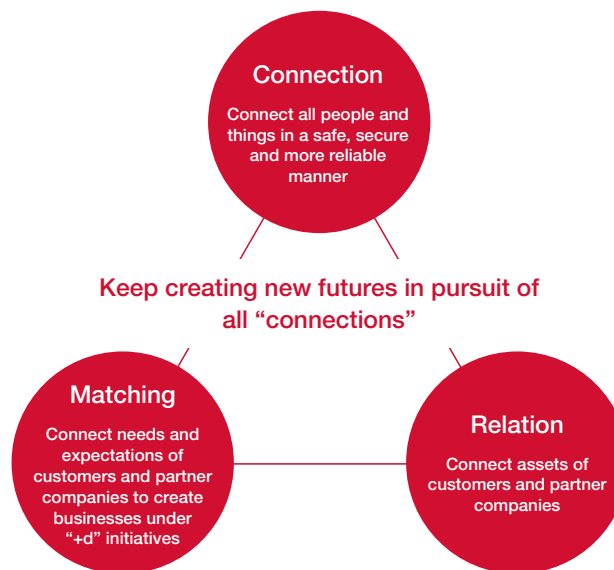 Connection
Connect all people and
things in a safe, secure
and more reliable
manner
Keep creating new futures in pursuit of
all “connections”
Matching
Connect needs and
expectations of
customers and partner
companies to create
businesses under
“+d” initiatives
Relation
Connect assets of
customers and partner
companies